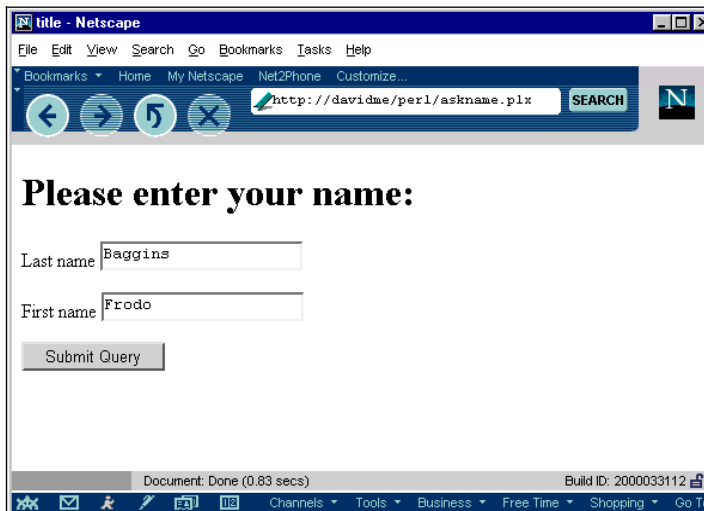 N title - Netscape
File Edit View Search Go Bookmarks Tasks Help
Bookmarks Home My Netscape Net2Phone Customize...
http://davidme/perl/askname.plx SEARCH N
Please enter your name:
Last name Baggins
First name Frodo
Submit Query
Document: Done (0.83 secs) Build ID: 2000033112
Channels Tools Business Free Time Shopping Go T